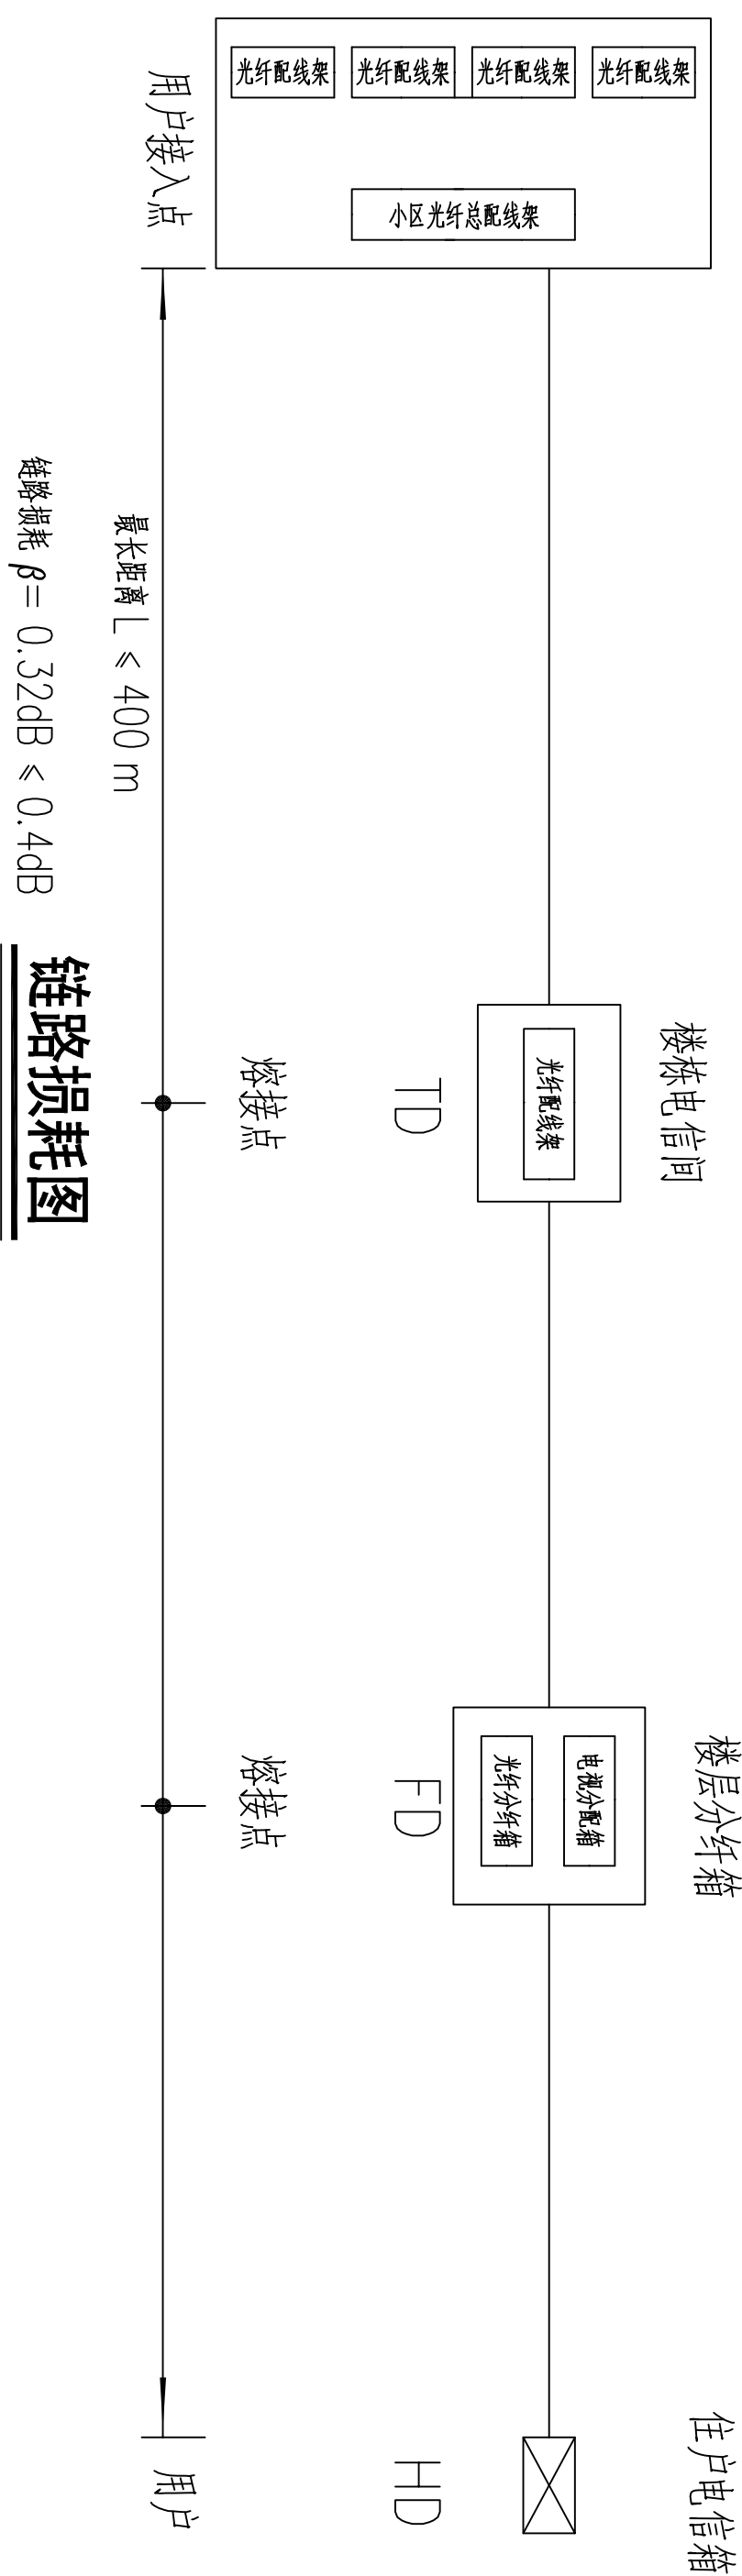 光纤配线架
光纤配线架
光纤配线架
光纤配线架
小区光纤总配线架
用户接入点
楼栋电信间
光纤配线架
TD
熔接点
楼层分纤箱
电视分配箱
光纤分纤箱
FD
熔接点
住户电信箱
HD
用户
最长距离 L ≤ 400 m
链路损耗 β = 0.32dB ≤ 0.4dB
链路损耗图